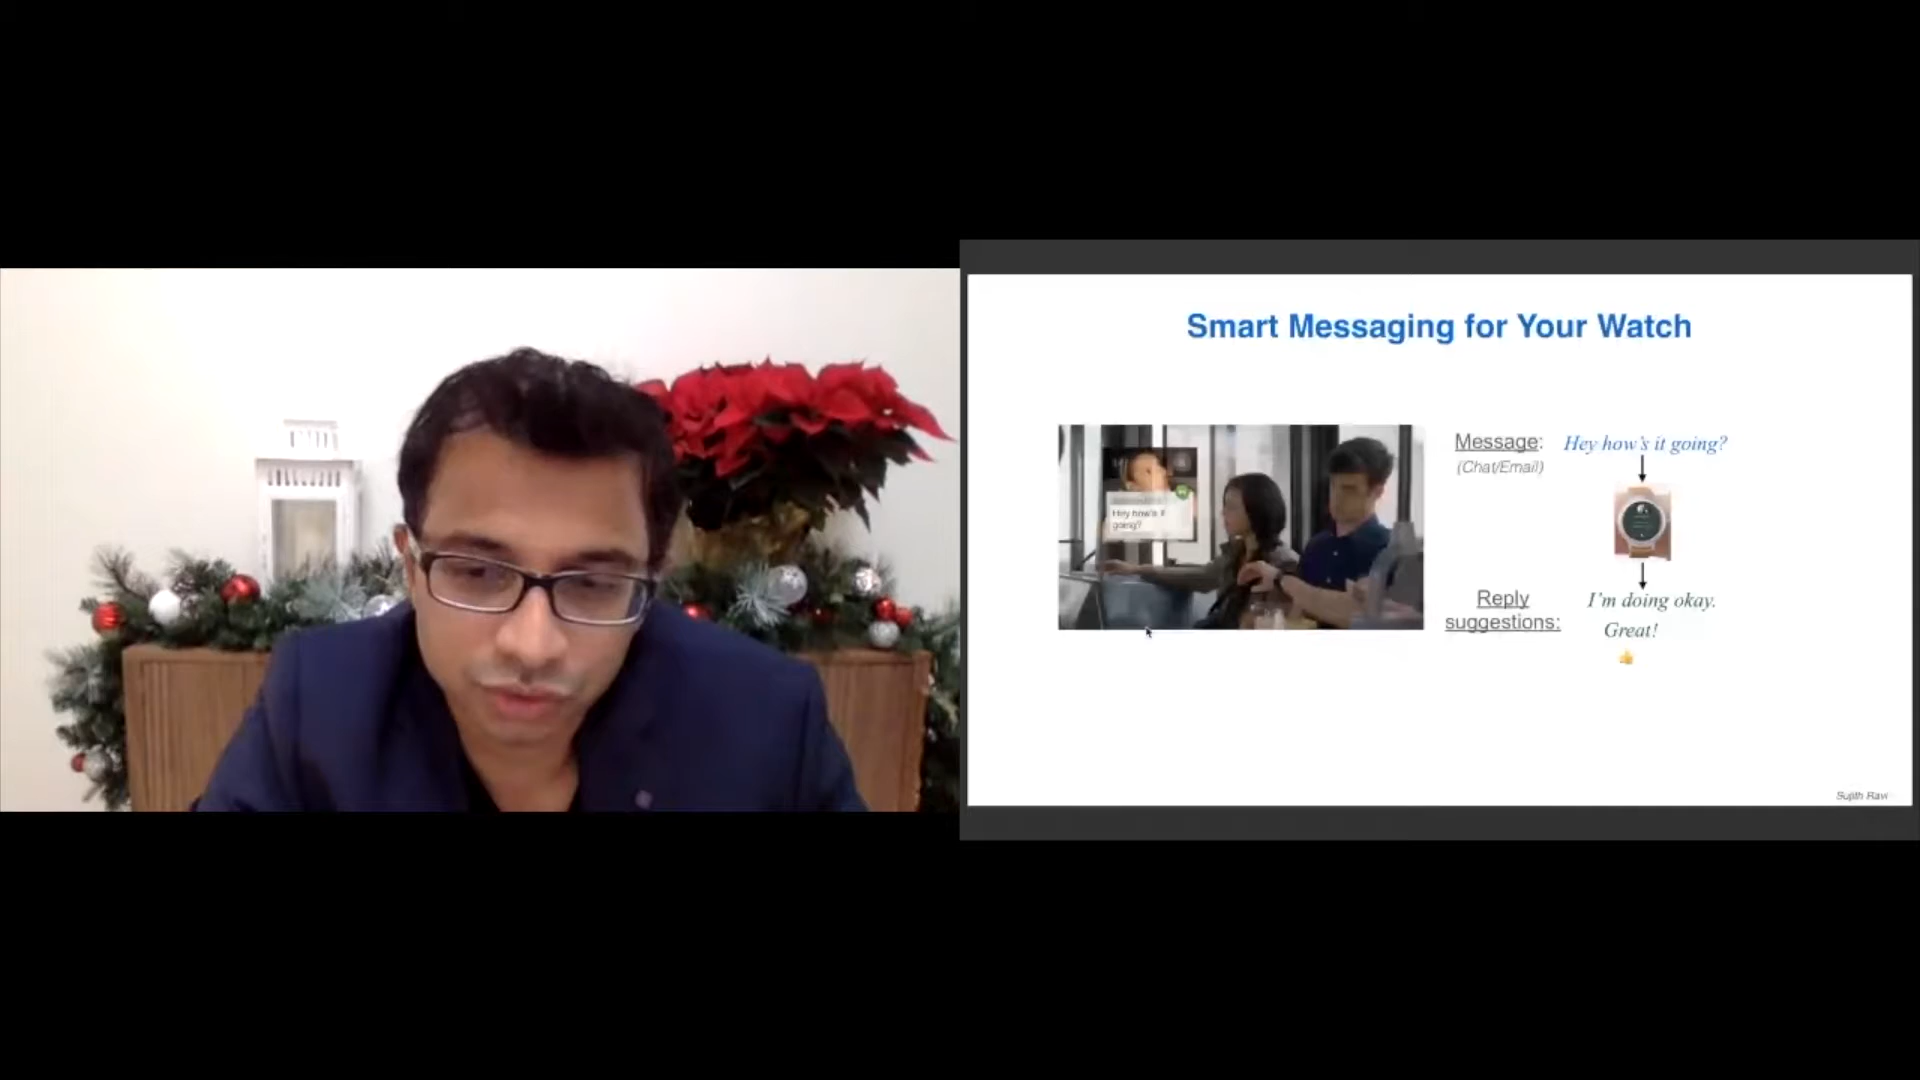 Smart Messaging for Your Watch
Hey how's it
going?
Message: Hey how's it going?
(Chat/Email)
Reply
suggestions:
I'm doing okay.
Great!
👍
Sujith Ravi